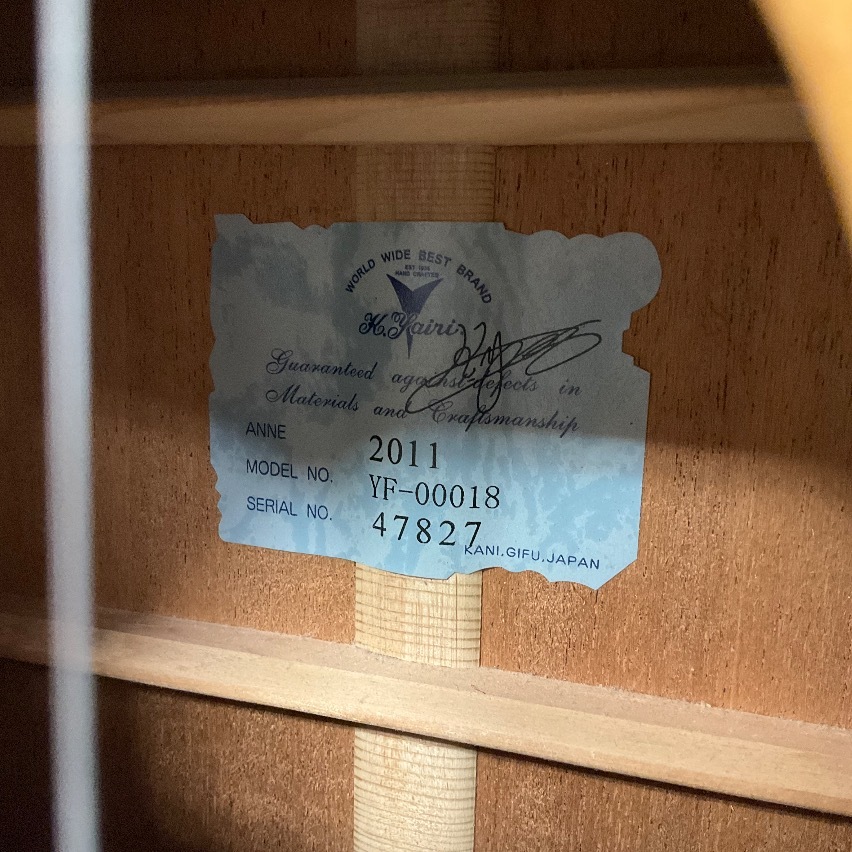 WORLD WIDE BEST BRAND
EST 1935
HAND CRAFTED
K.Yairi
Guaranteed against defects in
Materials and Craftsmanship
ANNE 2011
MODEL NO. YF-00018
SERIAL NO. 47827
KANI.GIFU.JAPAN